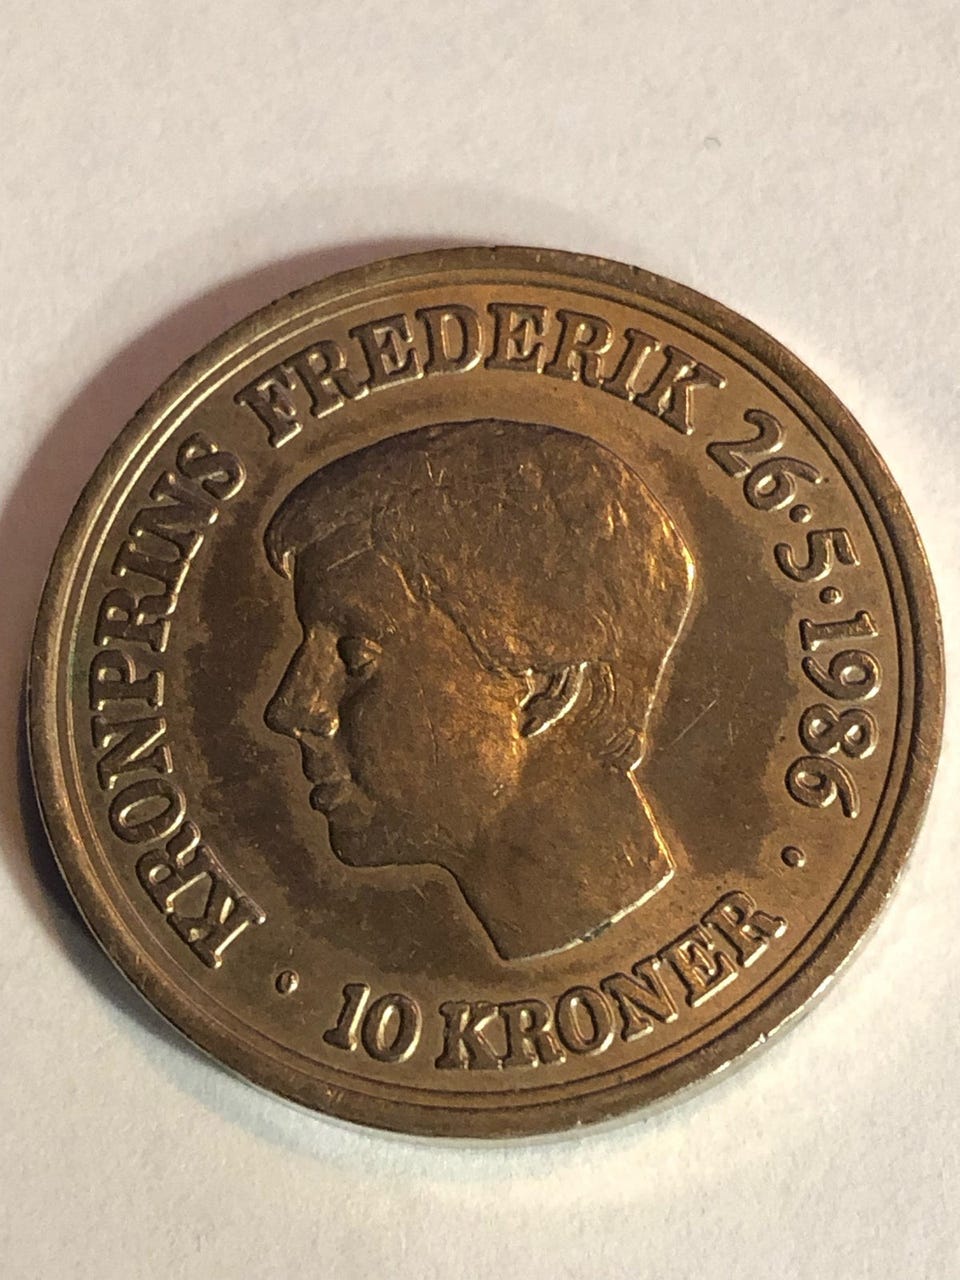 KRONPRINS FREDERIK 26·5·1986
· 10 KRONER ·